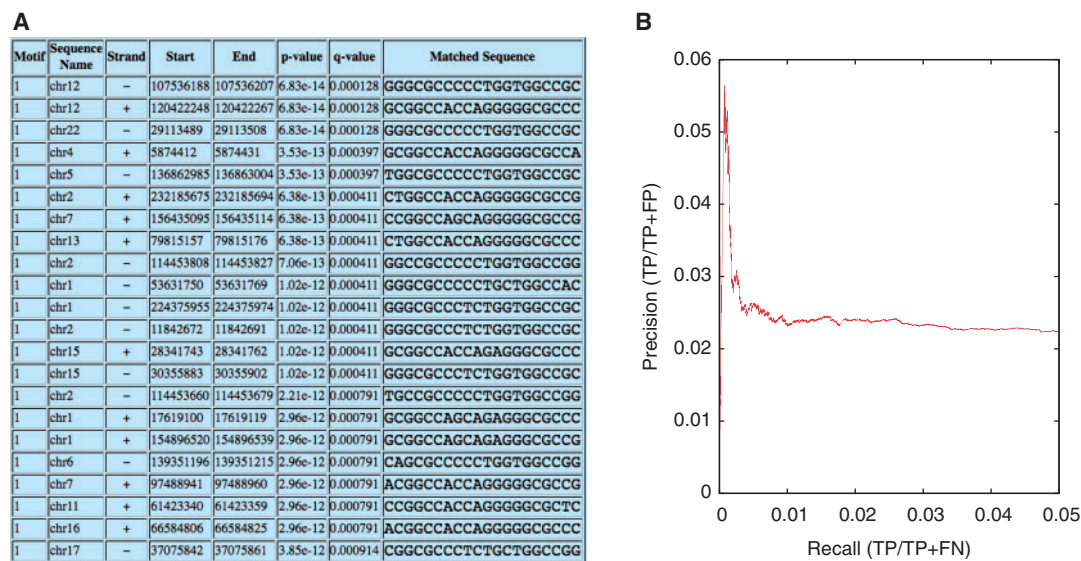 A
Motif Sequence Name Strand Start End p-value q-value Matched Sequence
1 chr12 − 107536188 107536207 6.83e-14 0.000128 GGGCGCCCCCTGGTGGCCGC
1 chr12 + 120422248 120422267 6.83e-14 0.000128 GCGGCCACCAGGGGGCGCCC
1 chr22 − 29113489 29113508 6.83e-14 0.000128 GGGCGCCCCCTGGTGGCCGC
1 chr4 + 5874412 5874431 3.53e-13 0.000397 GCGGCCACCAGGGGGCGCCA
1 chr5 − 136862985 136863004 3.53e-13 0.000397 TGGCGCCCCCTGGTGGCCGC
1 chr2 + 232185675 232185694 6.38e-13 0.000411 CTGGCCACCAGGGGGCGCCG
1 chr7 + 156435095 156435114 6.38e-13 0.000411 CCGGCCAGCAGGGGGCGCCG
1 chr13 + 79815157 79815176 6.38e-13 0.000411 CTGGCCACCAGGGGGCGCCC
1 chr2 − 114453808 114453827 7.06e-13 0.000411 GGCCGCCCCCTGGTGGCCGG
1 chr1 − 53631750 53631769 1.02e-12 0.000411 GGGCGCCCCCTGCTGGCCAC
1 chr1 − 224375955 224375974 1.02e-12 0.000411 GGGCGCCCTCTGGTGGCCGC
1 chr2 − 11842672 11842691 1.02e-12 0.000411 GGGCGCCCCCTGCTGGCCGC
1 chr15 + 28341743 28341762 1.02e-12 0.000411 GCGGCCACCAGAGGGCGCCC
1 chr15 − 30355883 30355902 1.02e-12 0.000411 GGGCGCCCTCTGGTGGCCGC
1 chr2 − 114453660 114453679 2.21e-12 0.000791 TGCCGCCCCCTGGTGGCCGG
1 chr1 + 17619100 17619119 2.96e-12 0.000791 GCGGCCAGCAGAGGGCGCCC
1 chr1 + 154896520 154896539 2.96e-12 0.000791 GCGGCCAGCAGAGGGCGCCG
1 chr6 − 139351196 139351215 2.96e-12 0.000791 CAGCGCCCCCTGGTGGCCGG
1 chr7 + 97488941 97488960 2.96e-12 0.000791 ACGGCCACCAGGGGGCGCCG
1 chr11 + 61423340 61423359 2.96e-12 0.000791 CCGGCCACCAGGGGGCGCTC
1 chr16 + 66584806 66584825 2.96e-12 0.000791 ACGGCCACCAGGGGGCGCCC
1 chr17 − 37075842 37075861 3.85e-12 0.000914 CGGCGCCCTCTGCTGGCCGG
B
Precision (TP/TP+FP)
0.06
0.05
0.04
0.03
0.02
0.01
0
0 0.01 0.02 0.03 0.04 0.05
Recall (TP/TP+FN)